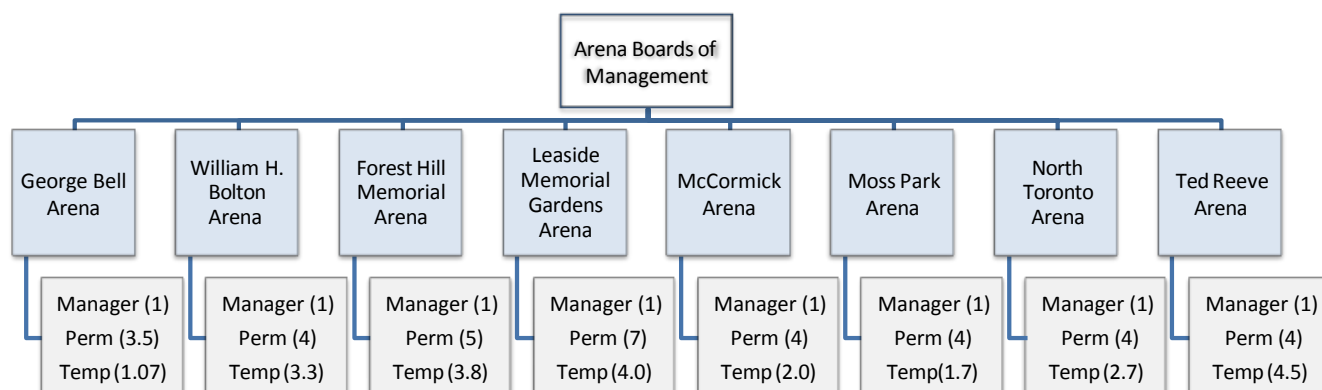 Arena Boards of
Management
George Bell
Arena
William H.
Bolton
Arena
Forest Hill
Memorial
Arena
Leaside
Memorial
Gardens
Arena
McCormick
Arena
Moss Park
Arena
North
Toronto
Arena
Ted Reeve
Arena
Manager (1)
Perm (3.5)
Temp (1.07)
Manager (1)
Perm (4)
Temp (3.3)
Manager (1)
Perm (5)
Temp (3.8)
Manager (1)
Perm (7)
Temp (4.0)
Manager (1)
Perm (4)
Temp (2.0)
Manager (1)
Perm (4)
Temp(1.7)
Manager (1)
Perm (4)
Temp (2.7)
Manager (1)
Perm (4)
Temp (4.5)